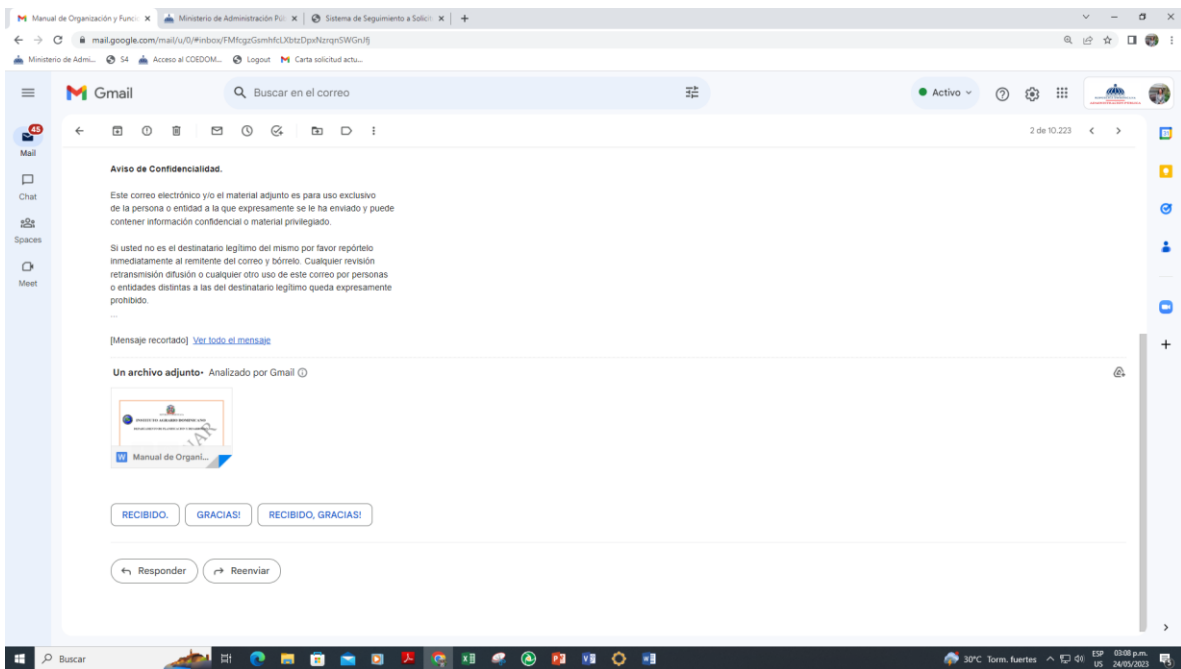 Manual de Organización y Funcio
Ministerio de Administración Púb
Sistema de Seguimiento a Solicit
mail.google.com/mail/u/0/#inbox/FMfcgzGsmhfcLXbtzDpxNzrqnSWGnJfj
Ministerio de Admi...
S4
Acceso al COEDOM...
Logout
Carta solicitud actu...
Gmail
Buscar en el correo
Activo
45
Mail
Chat
Spaces
Meet
2 de 10.223
Aviso de Confidencialidad.
Este correo electrónico y/o el material adjunto es para uso exclusivo
de la persona o entidad a la que expresamente se le ha enviado y puede
contener información confidencial o material privilegiado.
Si usted no es el destinatario legítimo del mismo por favor repórtelo
inmediatamente al remitente del correo y bórrelo. Cualquier revisión
retransmisión difusión o cualquier otro uso de este correo por personas
o entidades distintas a las del destinatario legítimo queda expresamente
prohibido.
...
[Mensaje recortado] Ver todo el mensaje
Un archivo adjunto • Analizado por Gmail
INSTITUTO AGRARIO DOMINICANO
W Manual de Organi...
RECIBIDO.
GRACIAS!
RECIBIDO, GRACIAS!
Responder
Reenviar
Buscar
30°C Torm. fuertes
ESP
US
03:08 p.m.
24/05/2023